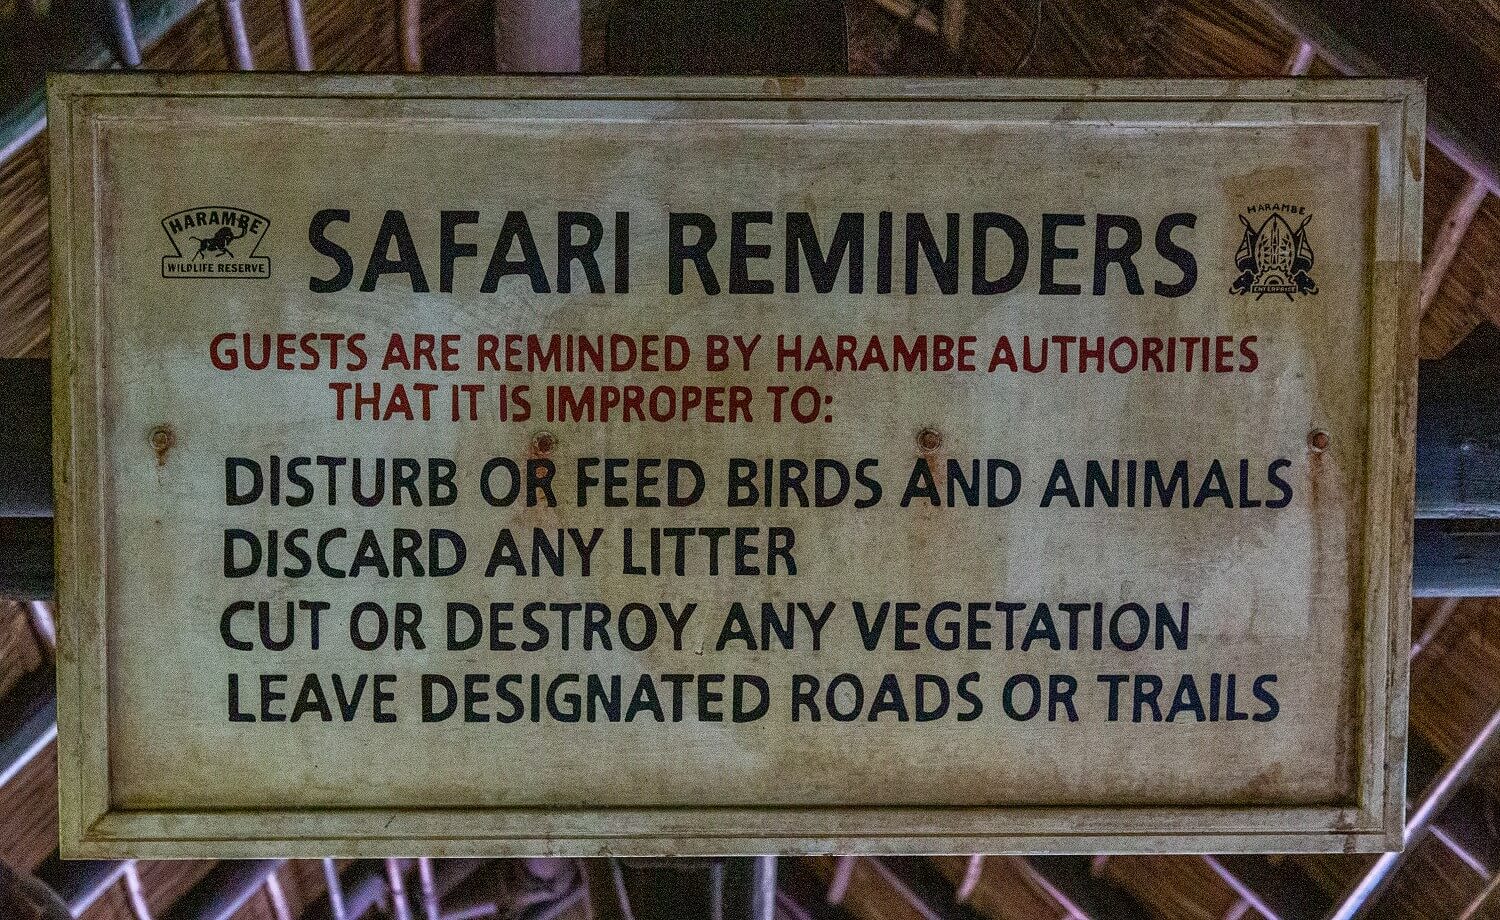 HARAMBE
WILDLIFE RESERVE
SAFARI REMINDERS
HARAMBE
ENTERPRISE
GUESTS ARE REMINDED BY HARAMBE AUTHORITIES
THAT IT IS IMPROPER TO:
DISTURB OR FEED BIRDS AND ANIMALS
DISCARD ANY LITTER
CUT OR DESTROY ANY VEGETATION
LEAVE DESIGNATED ROADS OR TRAILS